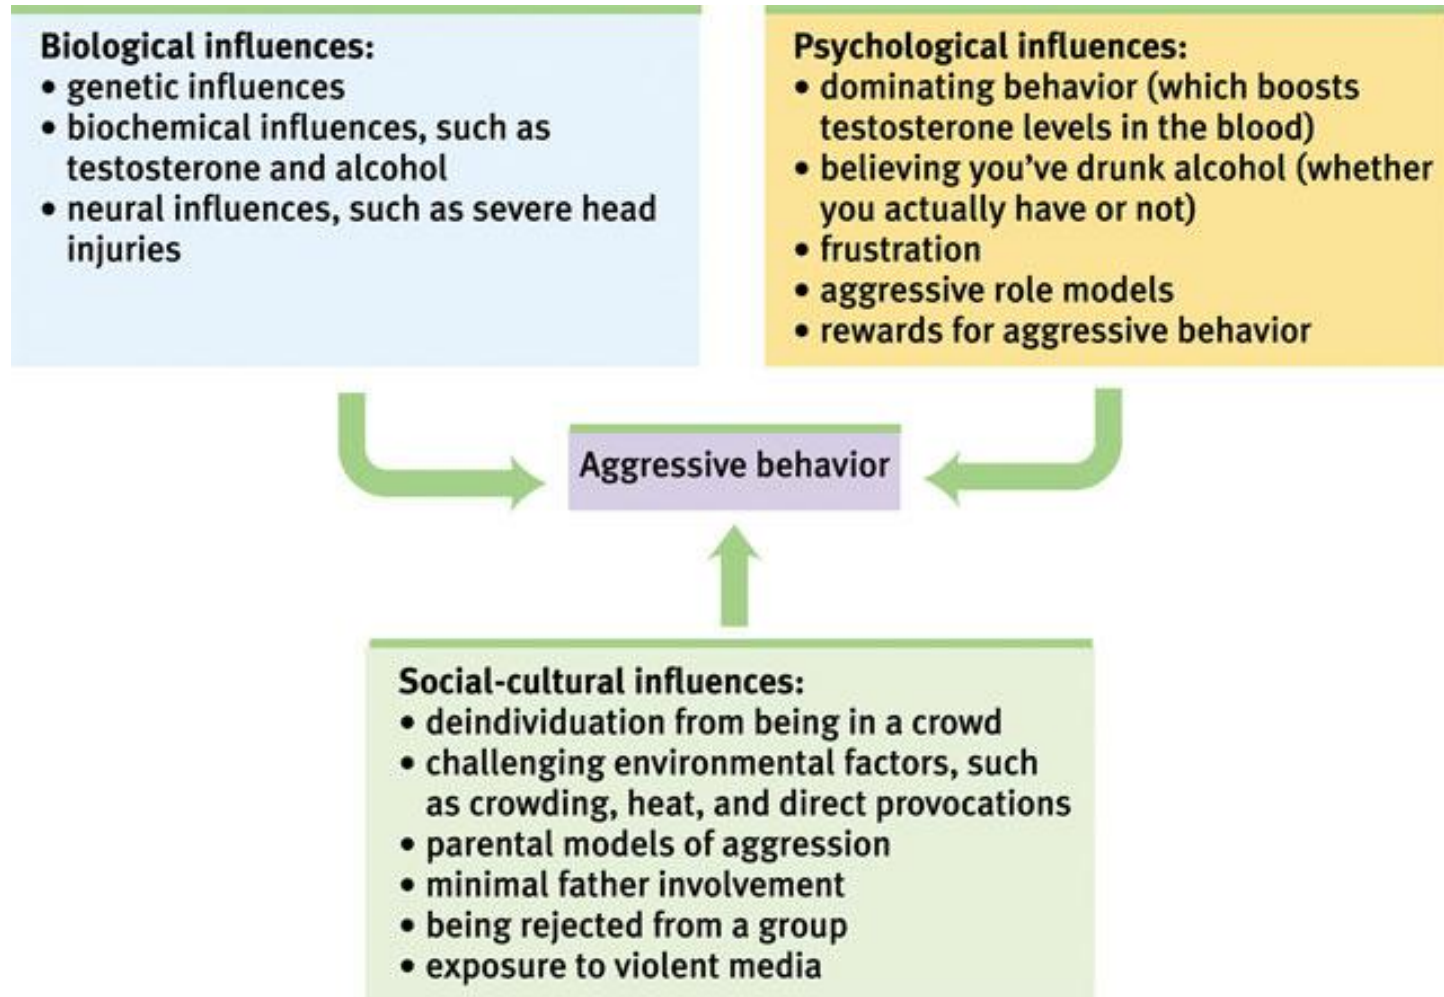 Biological influences:
• genetic influences
• biochemical influences, such as
testosterone and alcohol
• neural influences, such as severe head
injuries
Psychological influences:
• dominating behavior (which boosts
testosterone levels in the blood)
• believing you’ve drunk alcohol (whether
you actually have or not)
• frustration
• aggressive role models
• rewards for aggressive behavior
Aggressive behavior
Social-cultural influences:
• deindividuation from being in a crowd
• challenging environmental factors, such
as crowding, heat, and direct provocations
• parental models of aggression
• minimal father involvement
• being rejected from a group
• exposure to violent media